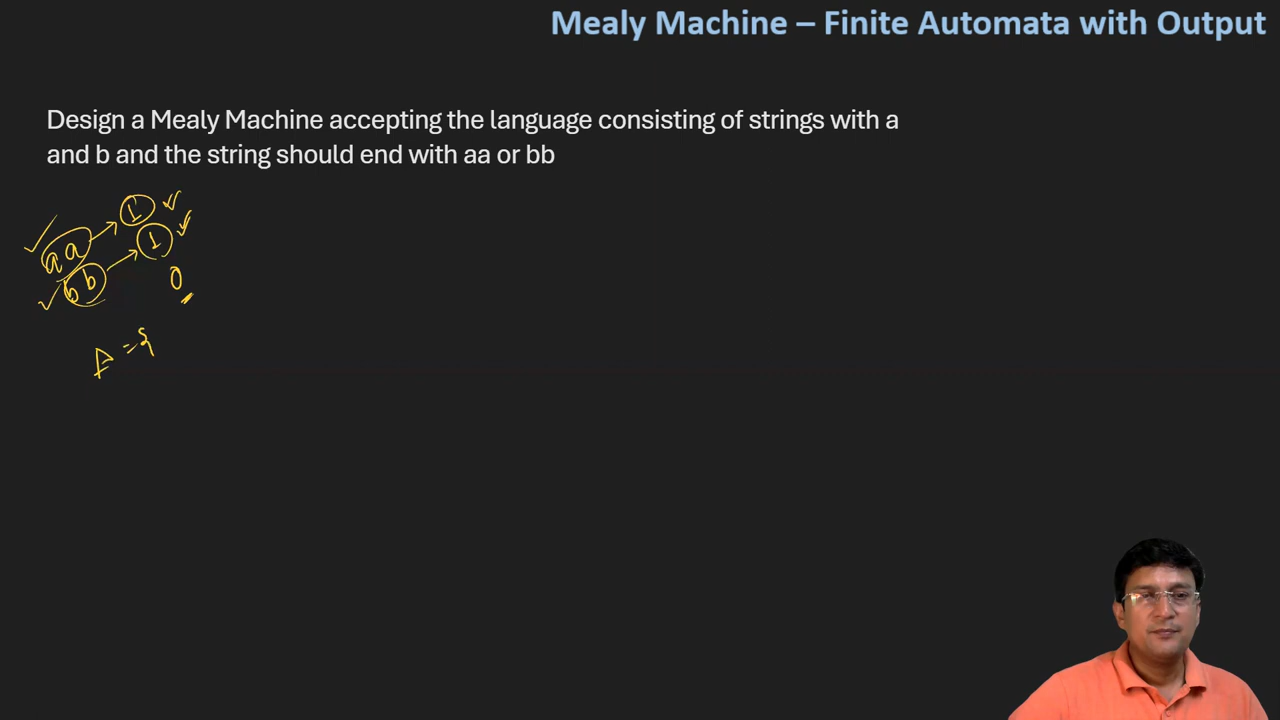 Mealy Machine – Finite Automata with Output
Design a Mealy Machine accepting the language consisting of strings with a
and b and the string should end with aa or bb
aa → 1
bb → 1
0
= {